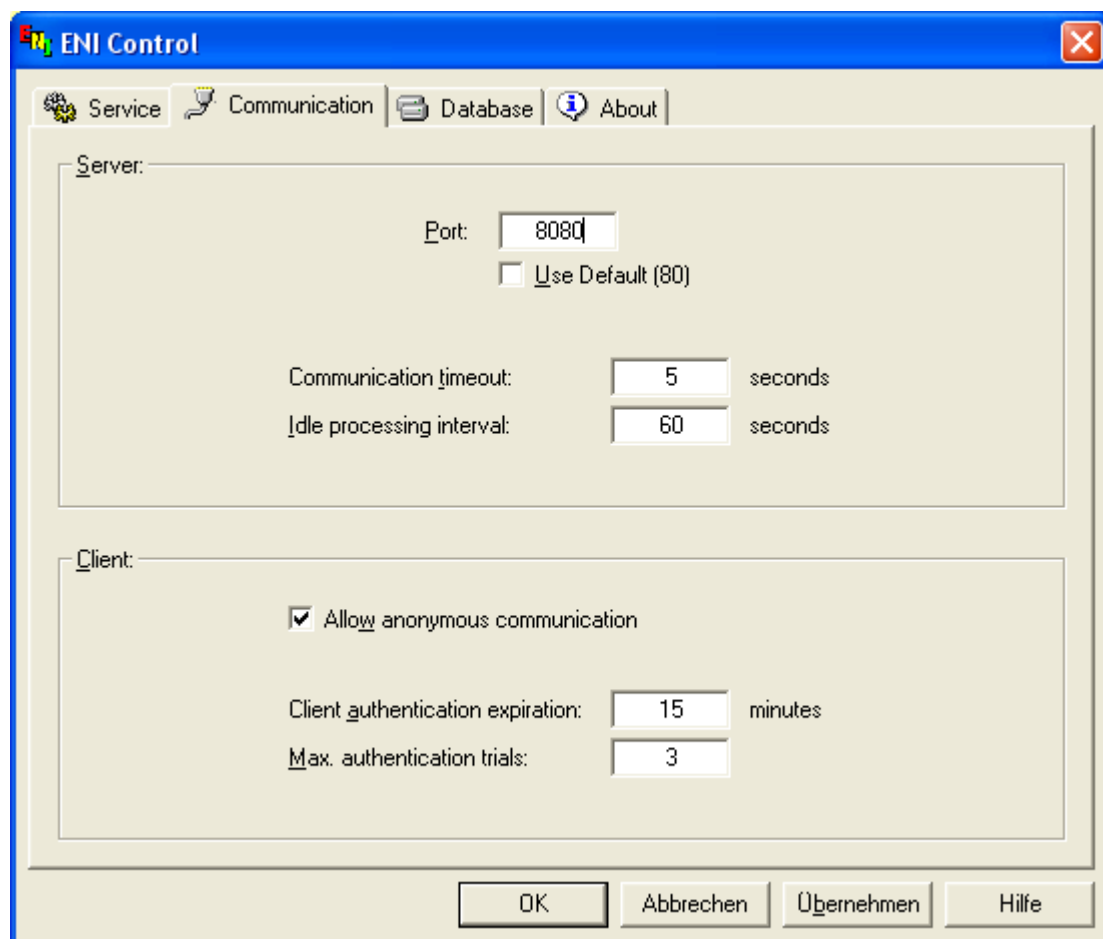 ENI Control
Service Communication Database About
Server:
Port: 8080
Use Default (80)
Communication timeout: 5 seconds
Idle processing interval: 60 seconds
Client:
Allow anonymous communication
Client authentication expiration: 15 minutes
Max. authentication trials: 3
OK Abbrechen Übernehmen Hilfe